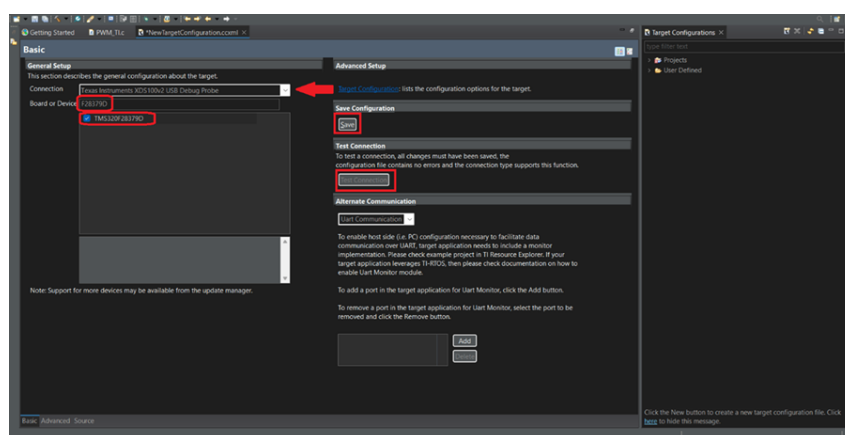 Getting Started
PWM_TI.c
*NewTargetConfiguration.ccxml
Basic
General Setup
This section describes the general configuration about the target.
Connection
Texas Instruments XDS100v2 USB Debug Probe
Board or Device
F28379D
TMS320F28379D
Note: Support for more devices may be available from the update manager.
Advanced Setup
Target Configuration: lists the configuration options for the target.
Save Configuration
Save
Test Connection
To test a connection, all changes must have been saved, the
configuration file contains no errors and the connection type supports this function.
Test Connection
Alternate Communication
Uart Communication
To enable host side (i.e. PC) configuration necessary to facilitate data
communication over UART, target application needs to include a monitor
implementation. Please check example project in TI Resource Explorer. If your
target application leverages TI-RTOS, then please check documentation on how to
enable Uart Monitor module.
To add a port in the target application for Uart Monitor, click the Add button.
To remove a port in the target application for Uart Monitor, select the port to be
removed and click the Remove button.
Add
Delete
Basic Advanced Source
Target Configurations
type filter text
Projects
User Defined
Click the New button to create a new target configuration file. Click
here to hide this message.